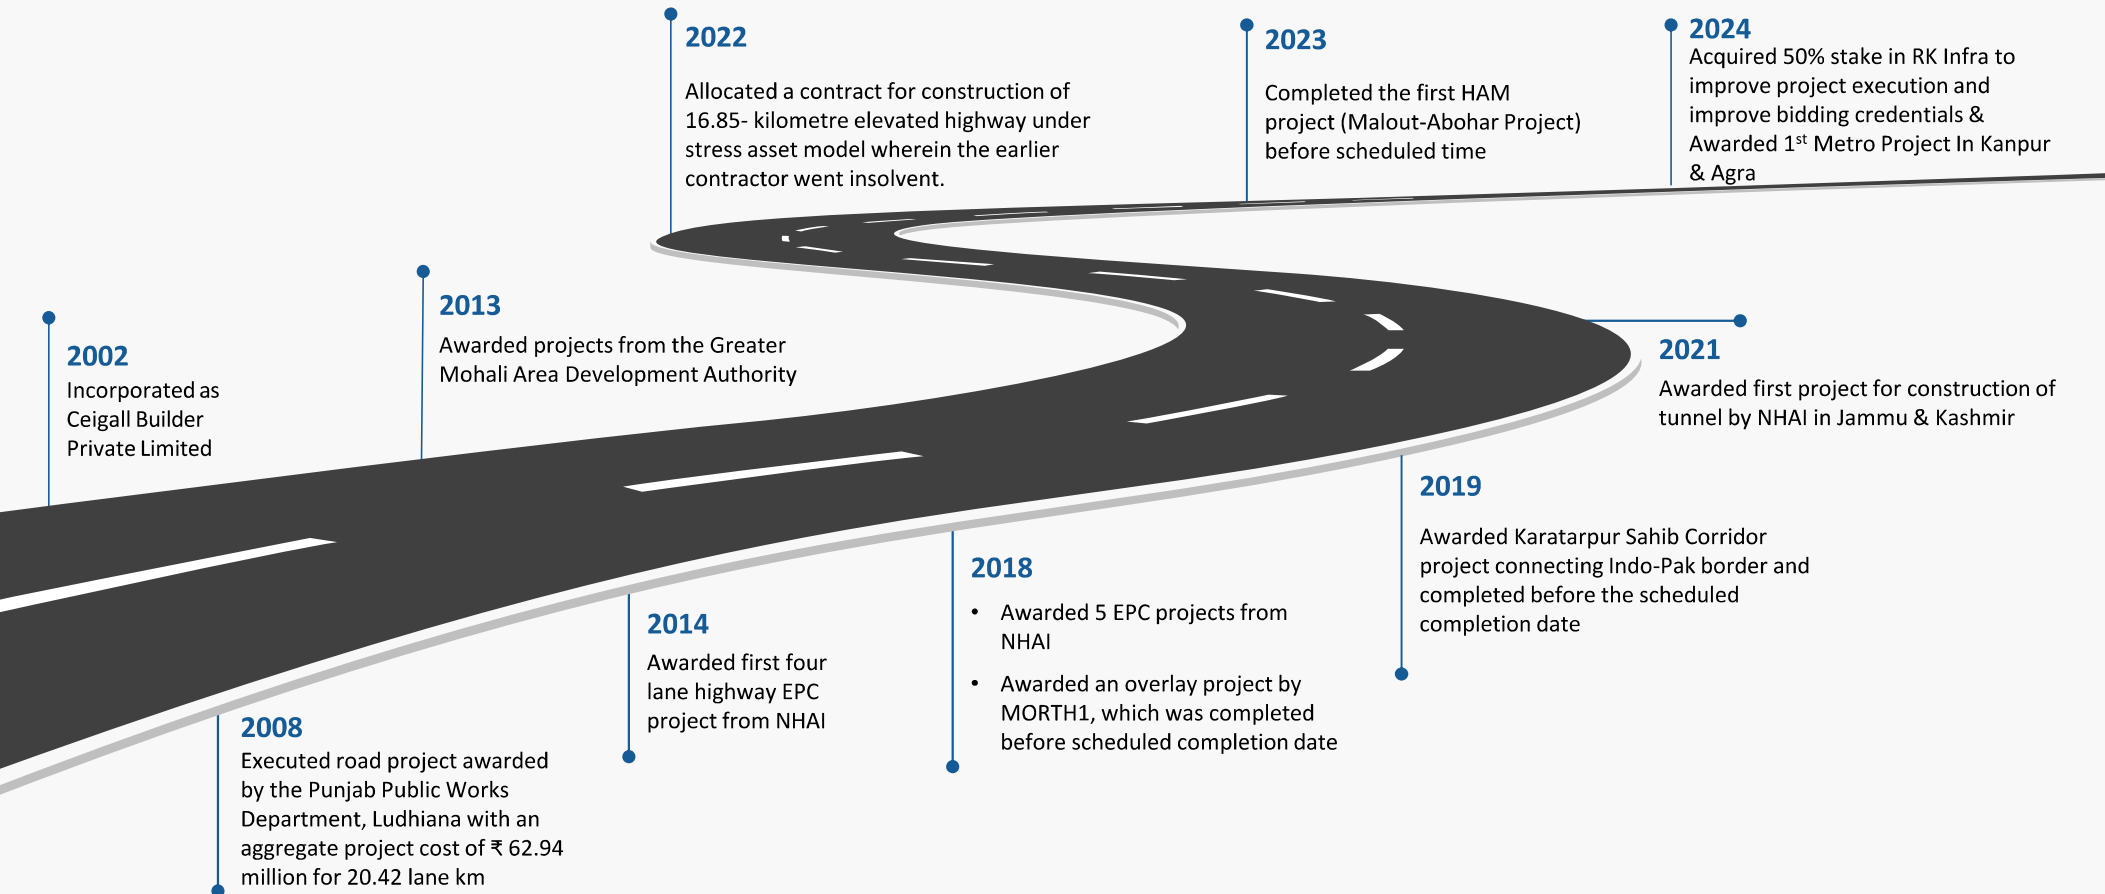 2022
Allocated a contract for construction of
16.85- kilometre elevated highway under
stress asset model wherein the earlier
contractor went insolvent.
2023
Completed the first HAM
project (Malout-Abohar Project)
before scheduled time
2024
Acquired 50% stake in RK Infra to
improve project execution and
improve bidding credentials &
Awarded 1st Metro Project In Kanpur
& Agra
2002
Incorporated as
Ceigall Builder
Private Limited
2013
Awarded projects from the Greater
Mohali Area Development Authority
2021
Awarded first project for construction of
tunnel by NHAI in Jammu & Kashmir
2008
Executed road project awarded
by the Punjab Public Works
Department, Ludhiana with an
aggregate project cost of ₹ 62.94
million for 20.42 lane km
2014
Awarded first four
lane highway EPC
project from NHAI
2018
• Awarded 5 EPC projects from
NHAI
• Awarded an overlay project by
MORTH1, which was completed
before scheduled completion date
2019
Awarded Karatarpur Sahib Corridor
project connecting Indo-Pak border and
completed before the scheduled
completion date